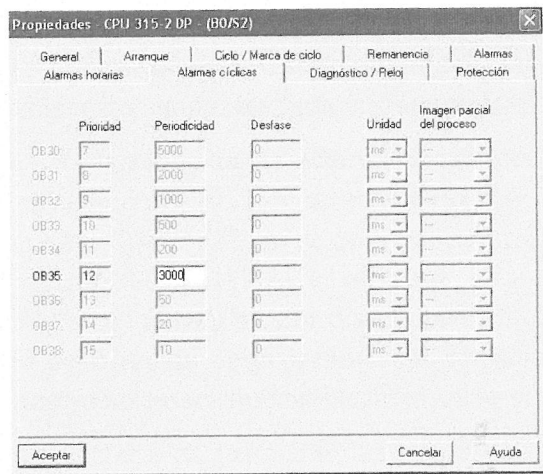 Propiedades - CPU 315-2 DP - (B0/S2)
General Arranque Ciclo / Marca de ciclo Remanencia Alarmas
Alarmas horarias Alarmas cíclicas Diagnóstico / Reloj Protección
Prioridad Periodicidad Desfase Unidad Imagen parcial del proceso
OB30: 7 5000 0 ms ---
OB31: 8 2000 0 ms ---
OB32: 9 1000 0 ms ---
OB33: 10 500 0 ms ---
OB34: 11 200 0 ms ---
OB35: 12 3000 0 ms ---
OB36: 13 50 0 ms ---
OB37: 14 20 0 ms ---
OB38: 15 10 0 ms ---
Aceptar Cancelar Ayuda